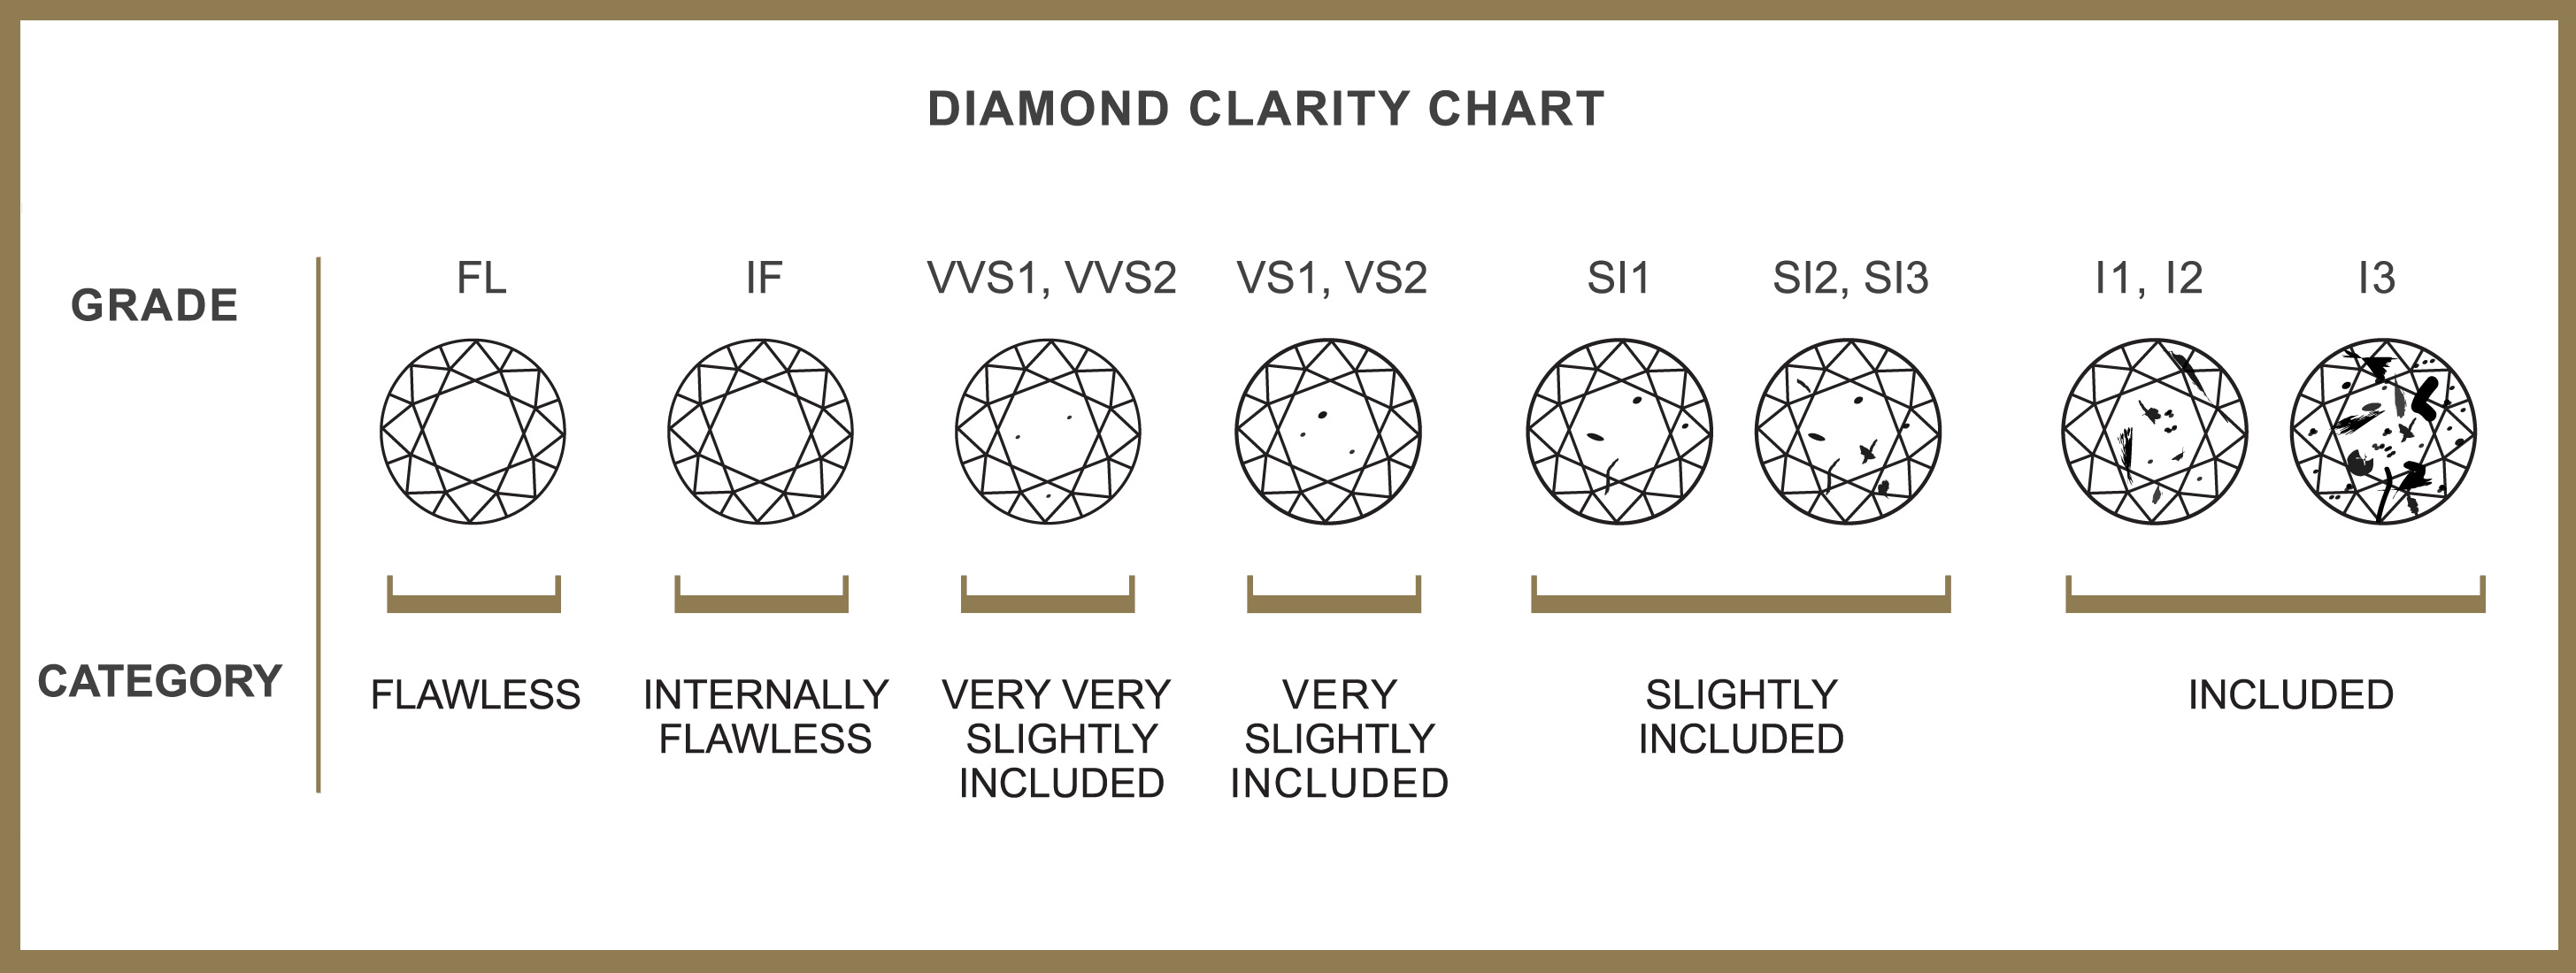 DIAMOND CLARITY CHART
GRADE
FL
IF
VVS1, VVS2
VS1, VS2
SI1
SI2, SI3
I1, I2
I3
CATEGORY
FLAWLESS
INTERNALLY
FLAWLESS
VERY VERY
SLIGHTLY
INCLUDED
VERY
SLIGHTLY
INCLUDED
SLIGHTLY
INCLUDED
INCLUDED